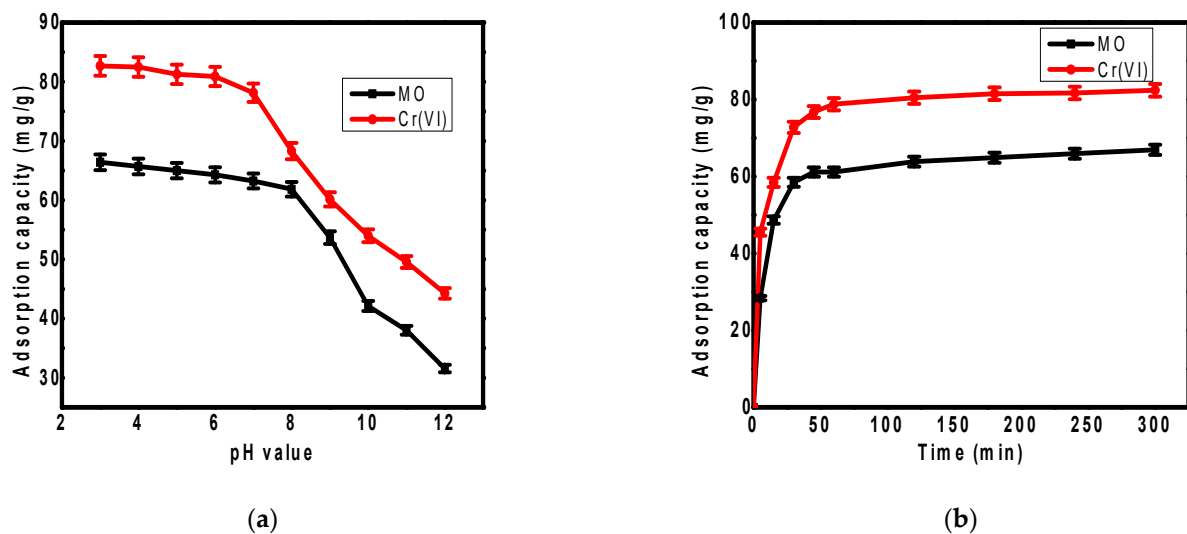 90
80
70
60
50
40
30
2 4 6 8 10 12
Adsorption capacity (mg/g)
pH value
MO
Cr(VI)
(a)
100
80
60
40
20
0
0 50 100 150 200 250 300
Adsorption capacity (mg/g)
Time (min)
MO
Cr(VI)
(b)